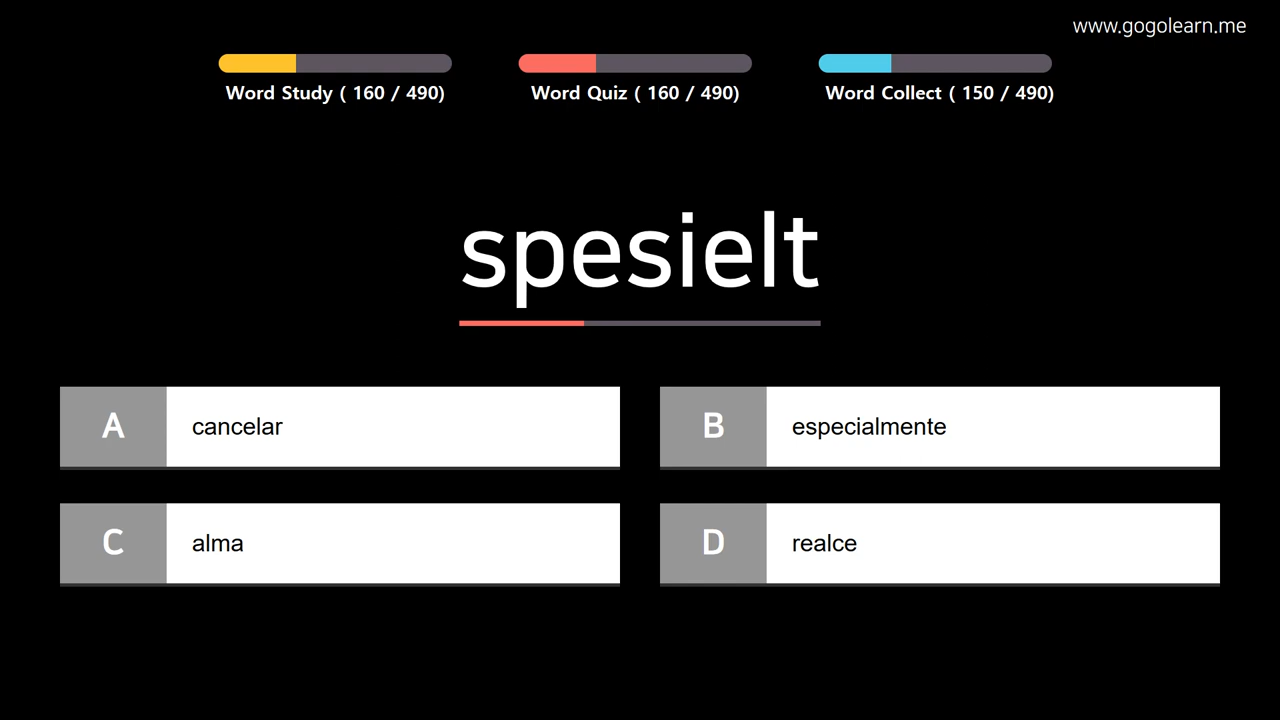 www.gogolearn.me
Word Study ( 160 / 490)
Word Quiz ( 160 / 490)
Word Collect ( 150 / 490)
spesielt
A
cancelar
B
especialmente
C
alma
D
realce